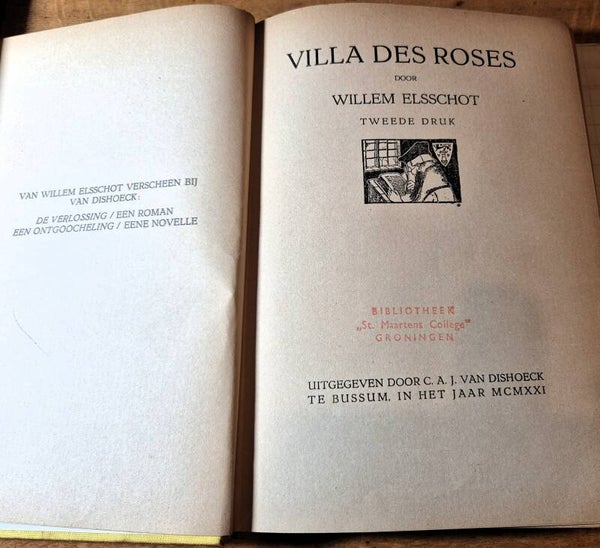 VAN WILLEM ELSSCHOT VERSCHEEN BIJ
VAN DISHOECK:
DE VERLOSSING / EEN ROMAN
EEN ONTGOOCHELING / EENE NOVELLE
VILLA DES ROSES
DOOR
WILLEM ELSSCHOT
TWEEDE DRUK
BIBLIOTHEEK
„St. Maartens College”
GRONINGEN
UITGEGEVEN DOOR C. A. J. VAN DISHOECK
TE BUSSUM, IN HET JAAR MCMXXI